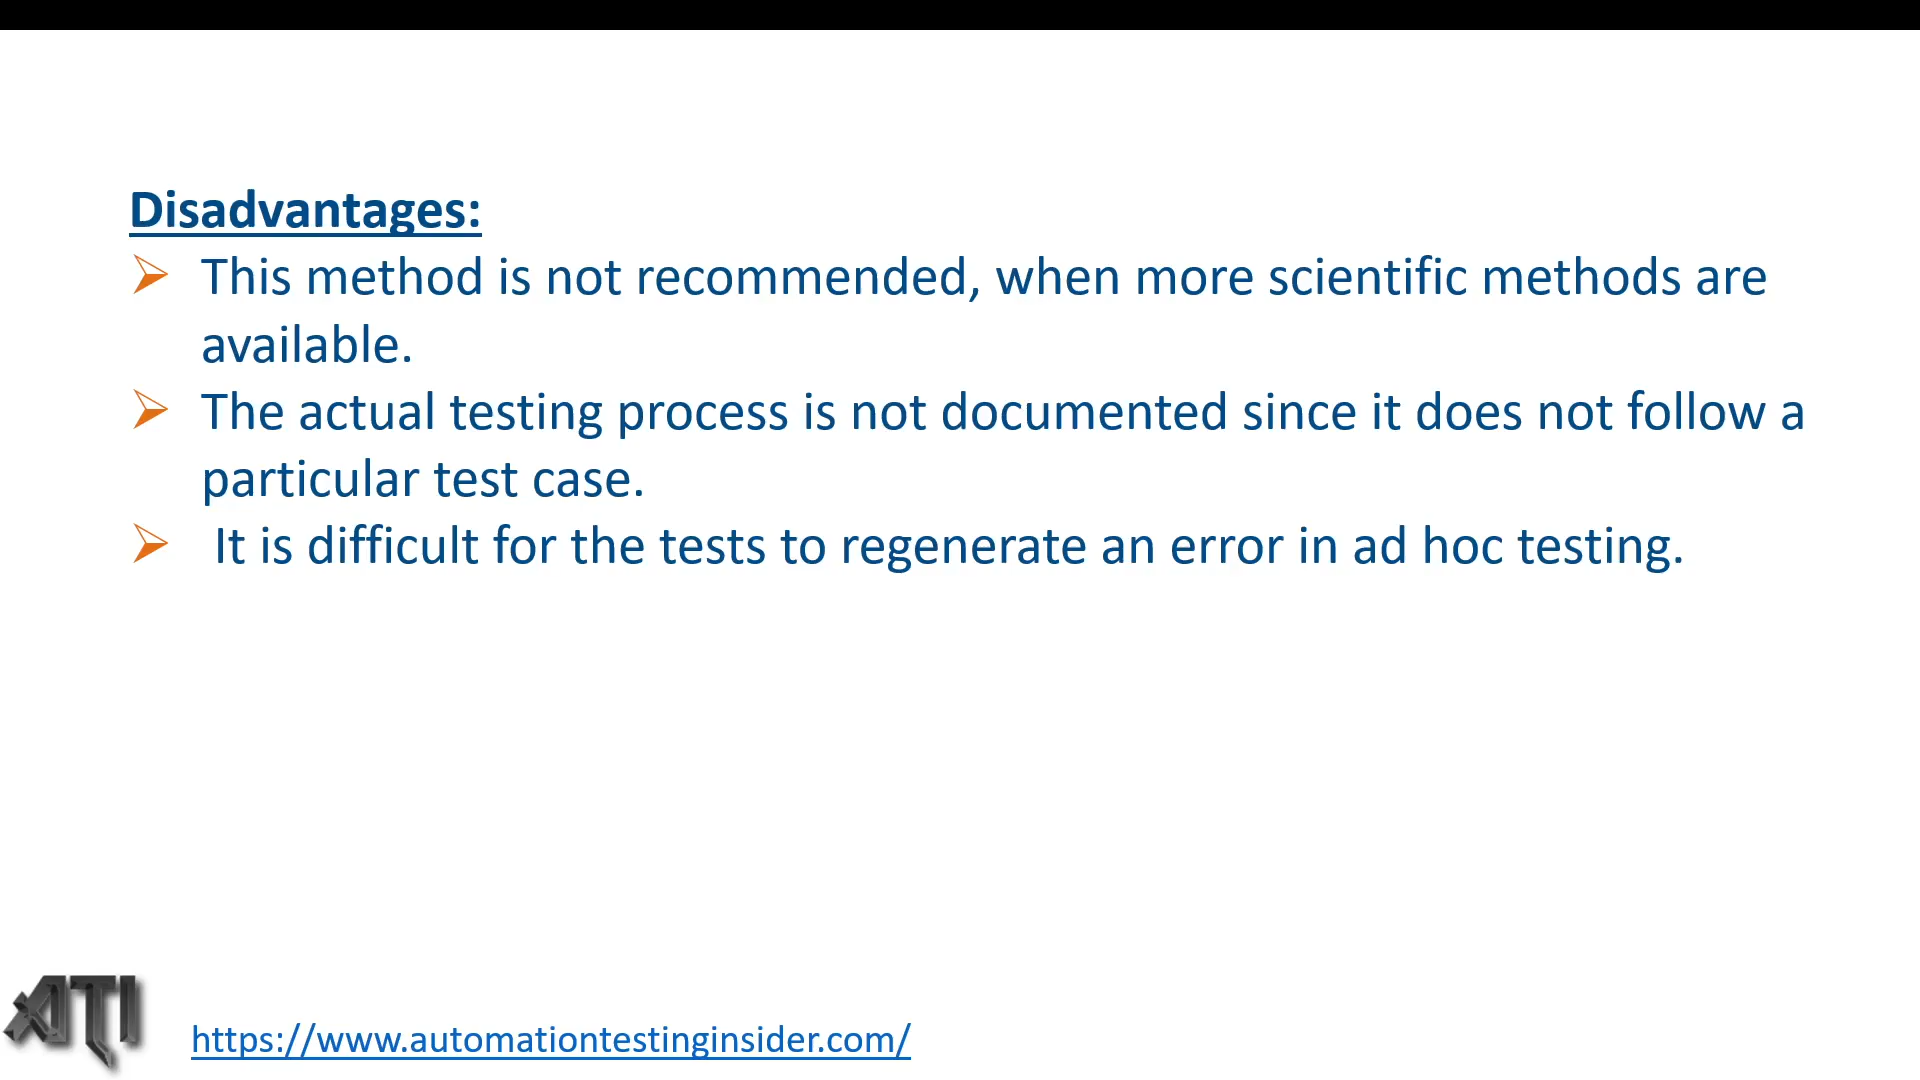 Disadvantages:
This method is not recommended, when more scientific methods are
available.
The actual testing process is not documented since it does not follow a
particular test case.
It is difficult for the tests to regenerate an error in ad hoc testing.
ATI
https://www.automationtestinginsider.com/